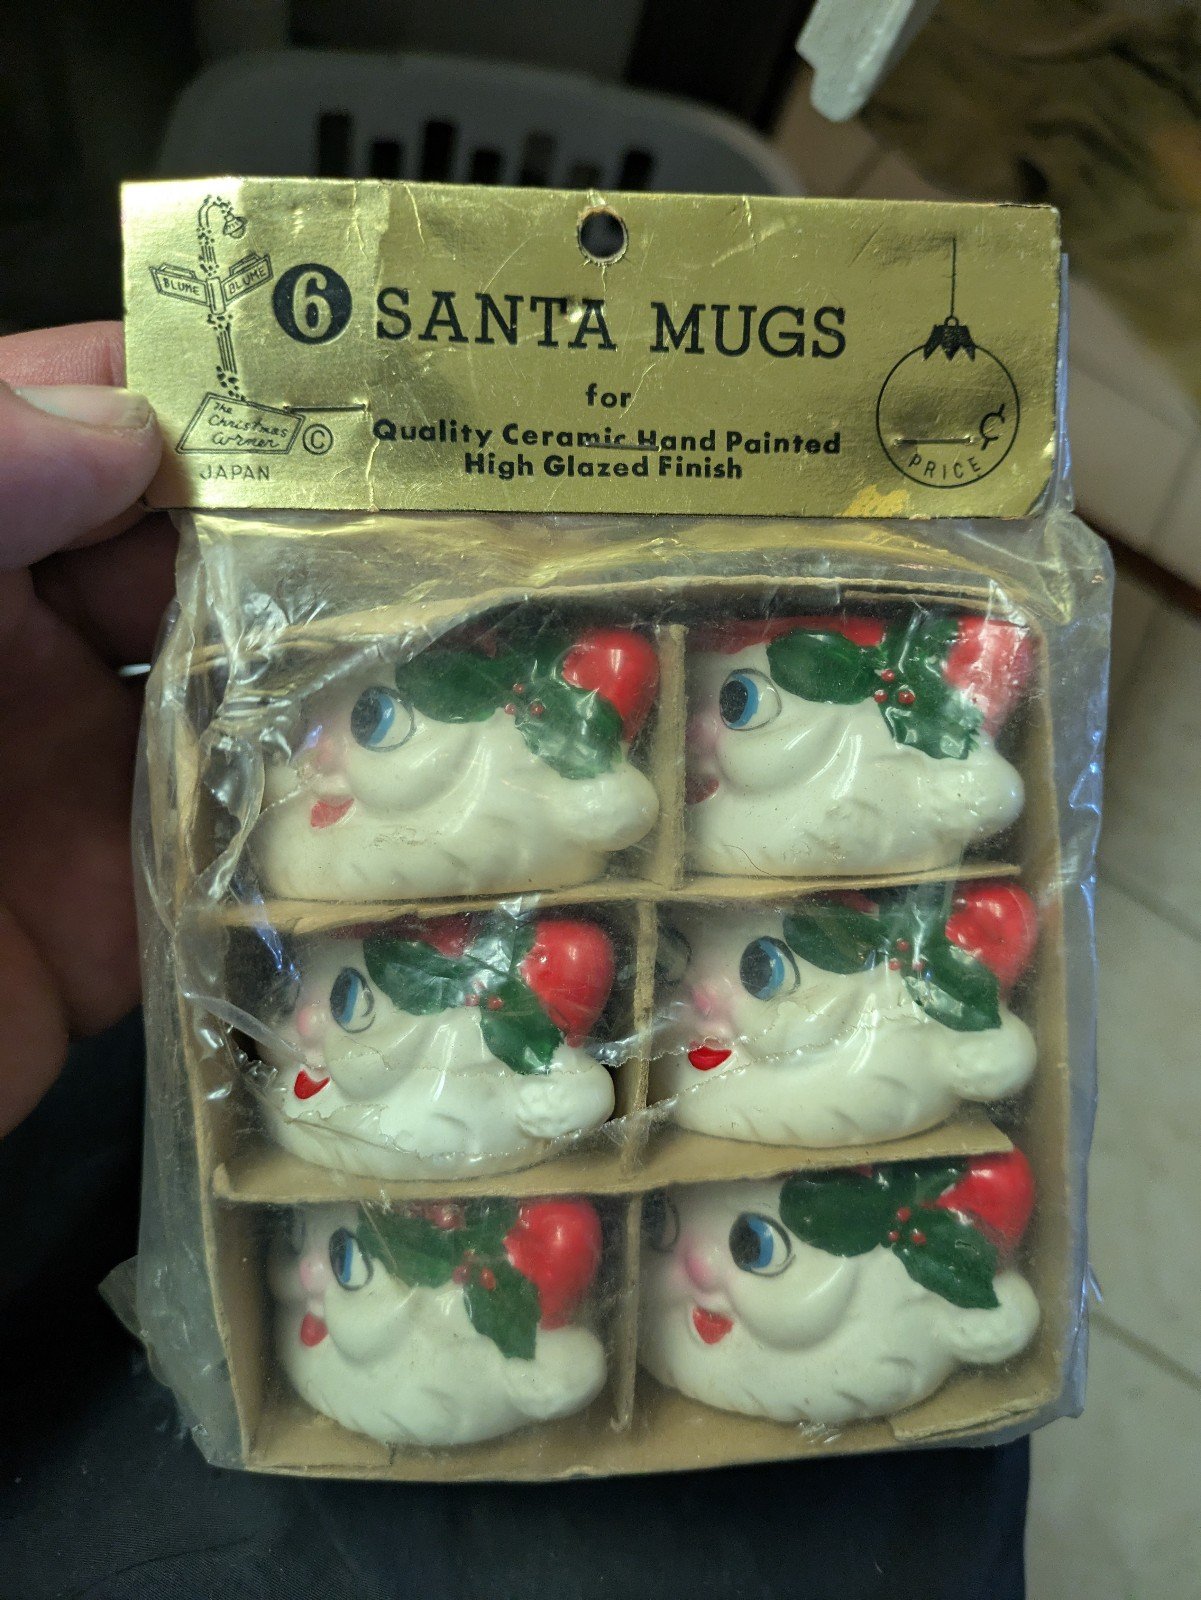 BLUME BLUME
6 SANTA MUGS
for
Quality Ceramic Hand Painted
High Glazed Finish
The
Christmas
Corner ©
JAPAN
¢
PRICE